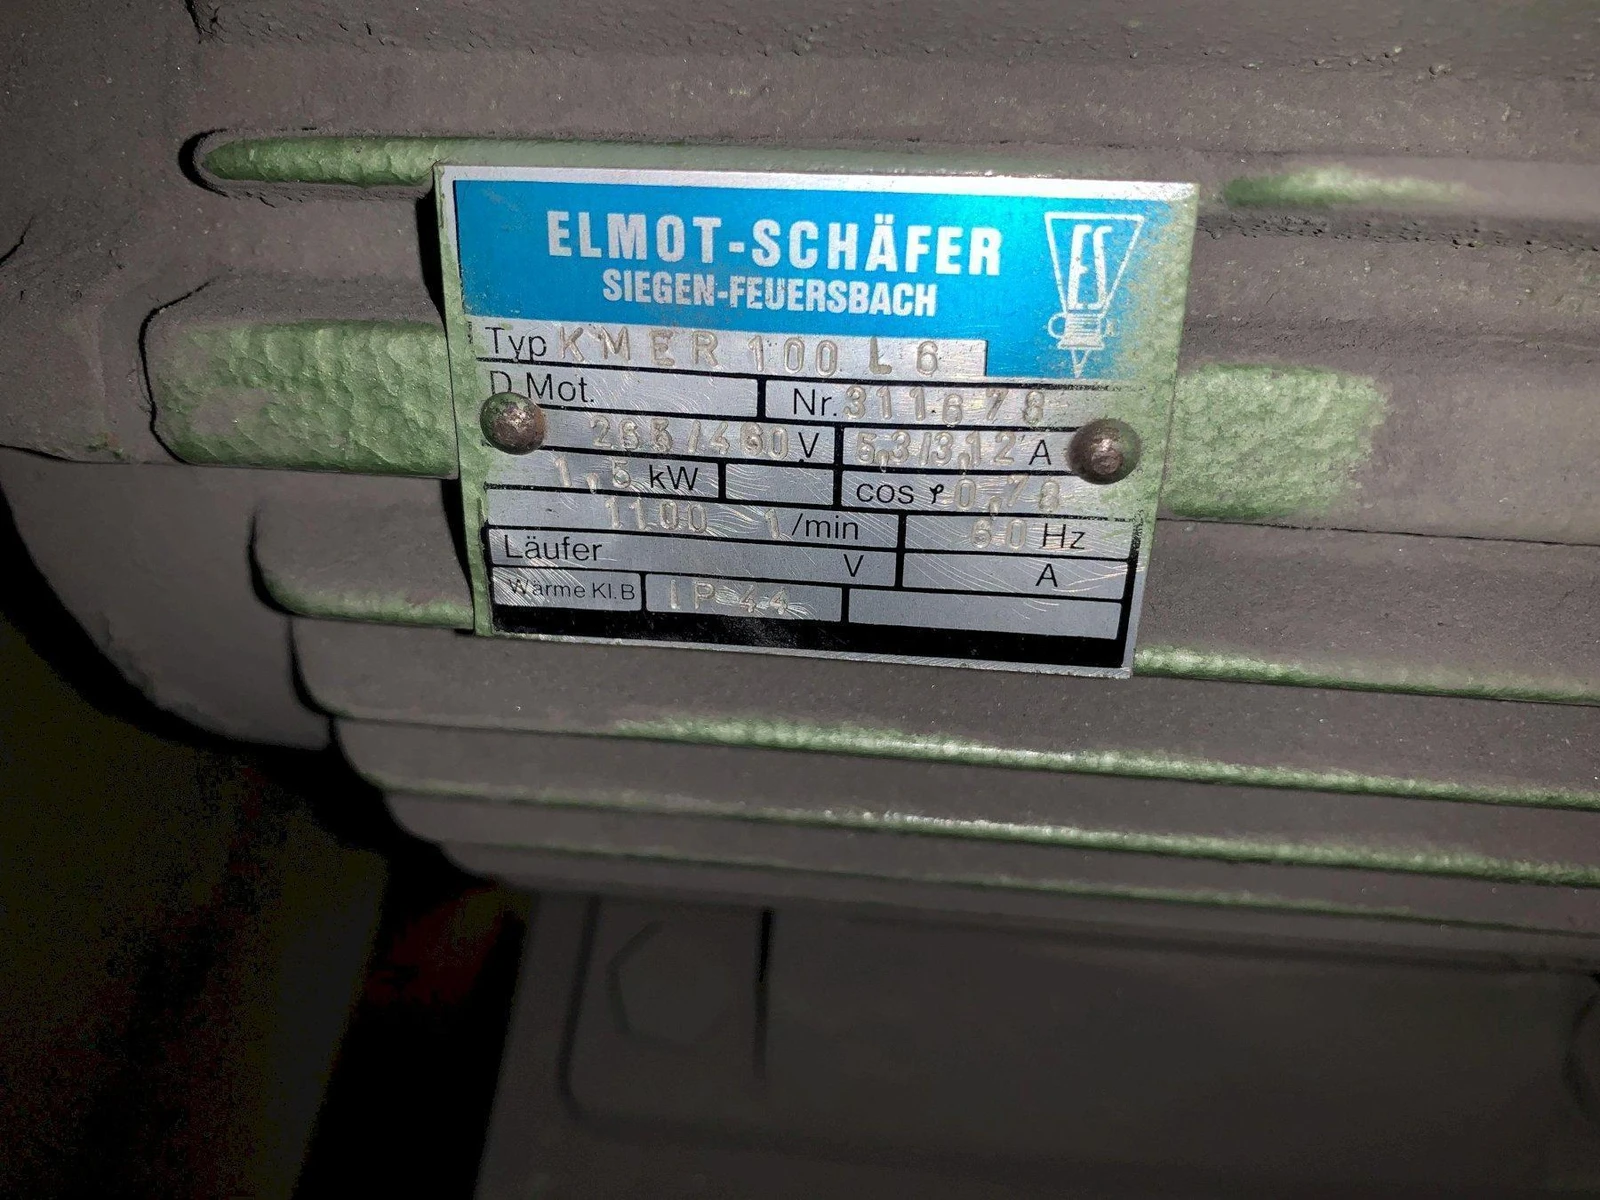 ELMOT-SCHÄFER
SIEGEN-FEUERSBACH
ES
Typ KMER 100 L 6
D Mot. Nr. 311678
265/460 V 5,3/3,12 A
1,5 kW cos φ 0,78
1100 1/min 60 Hz
Läufer V A
Wärme Kl. B IP 44